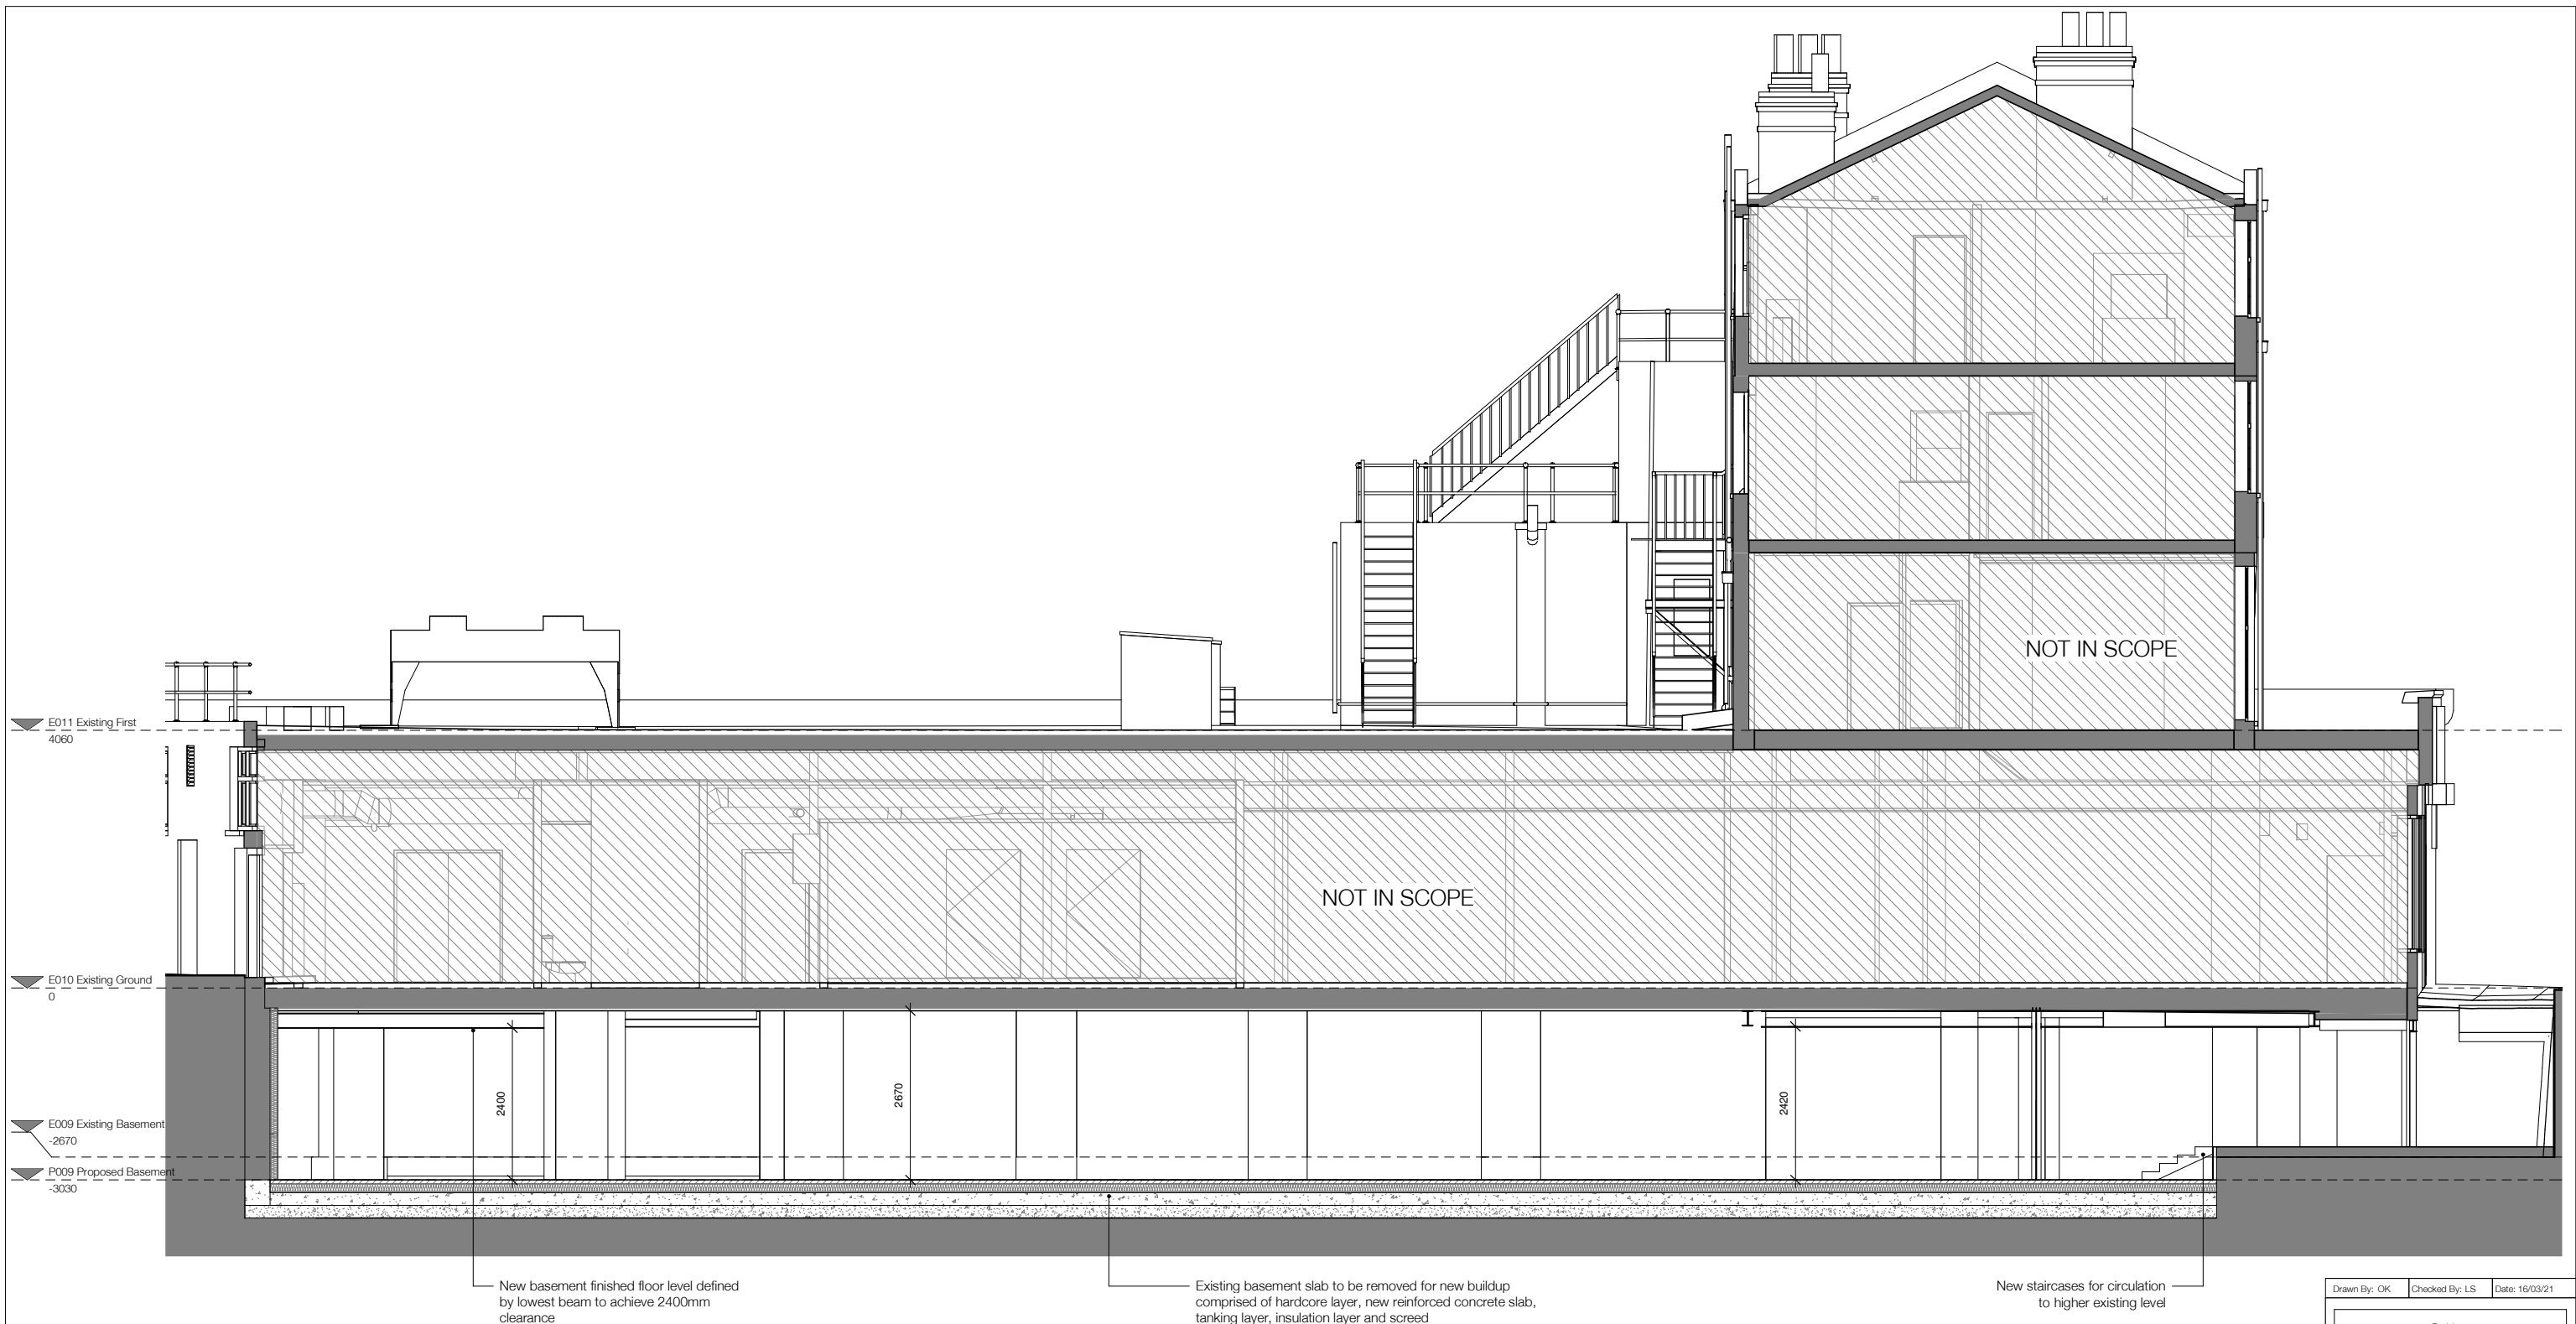 NOT IN SCOPE
E011 Existing First
4060
NOT IN SCOPE
E010 Existing Ground
0
2400
2670
2420
E009 Existing Basement
-2670
P009 Proposed Basement
-3030
New basement finished floor level defined
by lowest beam to achieve 2400mm
clearance
Existing basement slab to be removed for new buildup
comprised of hardcore layer, new reinforced concrete slab,
tanking layer, insulation layer and screed
New staircases for circulation
to higher existing level
Drawn By: OK
Checked By: LS
Date: 16/03/21